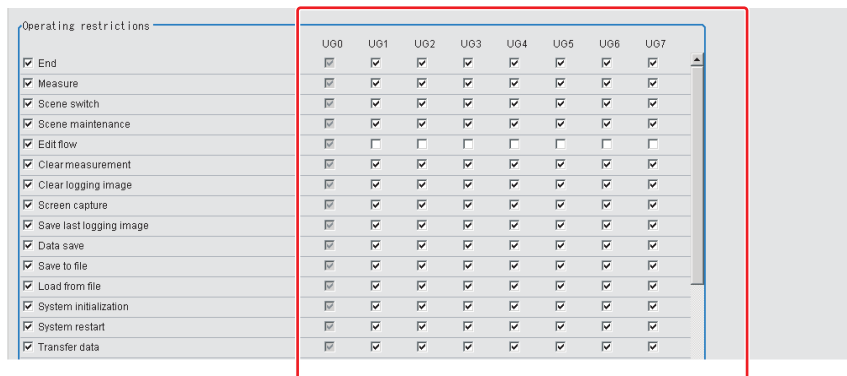 Operating restrictions
UG0 UG1 UG2 UG3 UG4 UG5 UG6 UG7
End
Measure
Scene switch
Scene maintenance
Edit flow
Clear measurement
Clear logging image
Screen capture
Save last logging image
Data save
Save to file
Load from file
System initialization
System restart
Transfer data